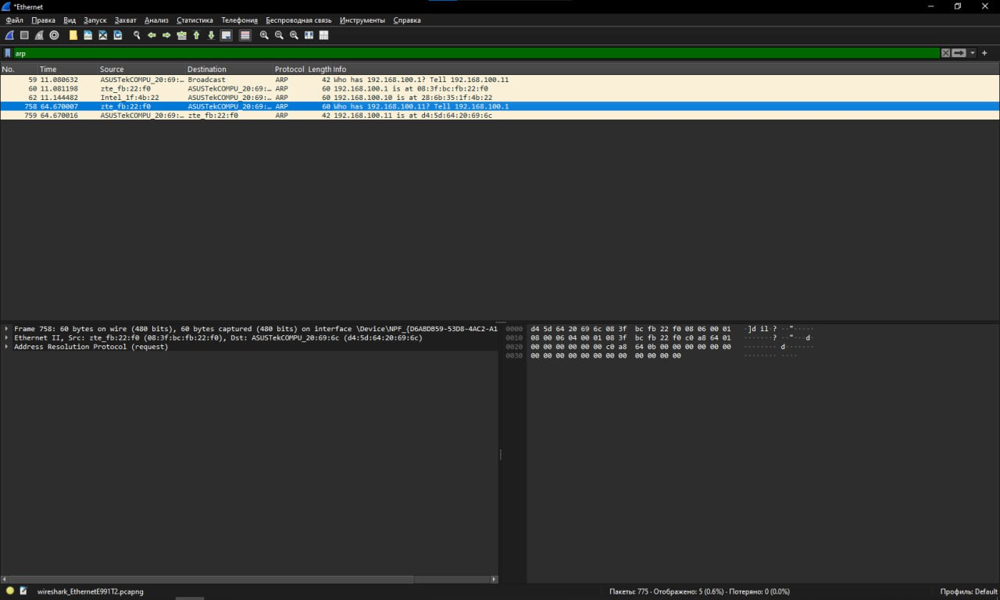 *Ethernet
Файл Правка Вид Запуск Захват Анализ Статистика Телефония Беспроводная связь Инструменты Справка
arp
No. Time Source Destination Protocol Length Info
59 11.080632 ASUSTekCOMPU_20:69:… Broadcast ARP 42 Who has 192.168.100.1? Tell 192.168.100.11
60 11.081198 zte_fb:22:f0 ASUSTekCOMPU_20:69:… ARP 60 192.168.100.1 is at 08:3f:bc:fb:22:f0
62 11.144482 Intel_1f:4b:22 ASUSTekCOMPU_20:69:… ARP 60 192.168.100.10 is at 28:6b:35:1f:4b:22
758 64.670007 zte_fb:22:f0 ASUSTekCOMPU_20:69:… ARP 60 Who has 192.168.100.11? Tell 192.168.100.1
759 64.670016 ASUSTekCOMPU_20:69:… zte_fb:22:f0 ARP 42 192.168.100.11 is at d4:5d:64:20:69:6c
Frame 758: 60 bytes on wire (480 bits), 60 bytes captured (480 bits) on interface \Device\NPF_{D6ABDB59-53D8-4AC2-A1
Ethernet II, Src: zte_fb:22:f0 (08:3f:bc:fb:22:f0), Dst: ASUSTekCOMPU_20:69:6c (d4:5d:64:20:69:6c)
Address Resolution Protocol (request)
0000 d4 5d 64 20 69 6c 08 3f bc fb 22 f0 08 06 00 01 ·]d il·? ··"·····
0010 08 00 06 04 00 01 08 3f bc fb 22 f0 c0 a8 64 01 ·······? ··"···d·
0020 00 00 00 00 00 00 c0 a8 64 0b 00 00 00 00 00 00 ········ d·······
0030 00 00 00 00 00 00 00 00 00 00 00 00 ········ ····
wireshark_EthernetE991T2.pcapng
Пакеты: 775 · Отображено: 5 (0.6%) · Потеряно: 0 (0.0%)
Профиль: Default